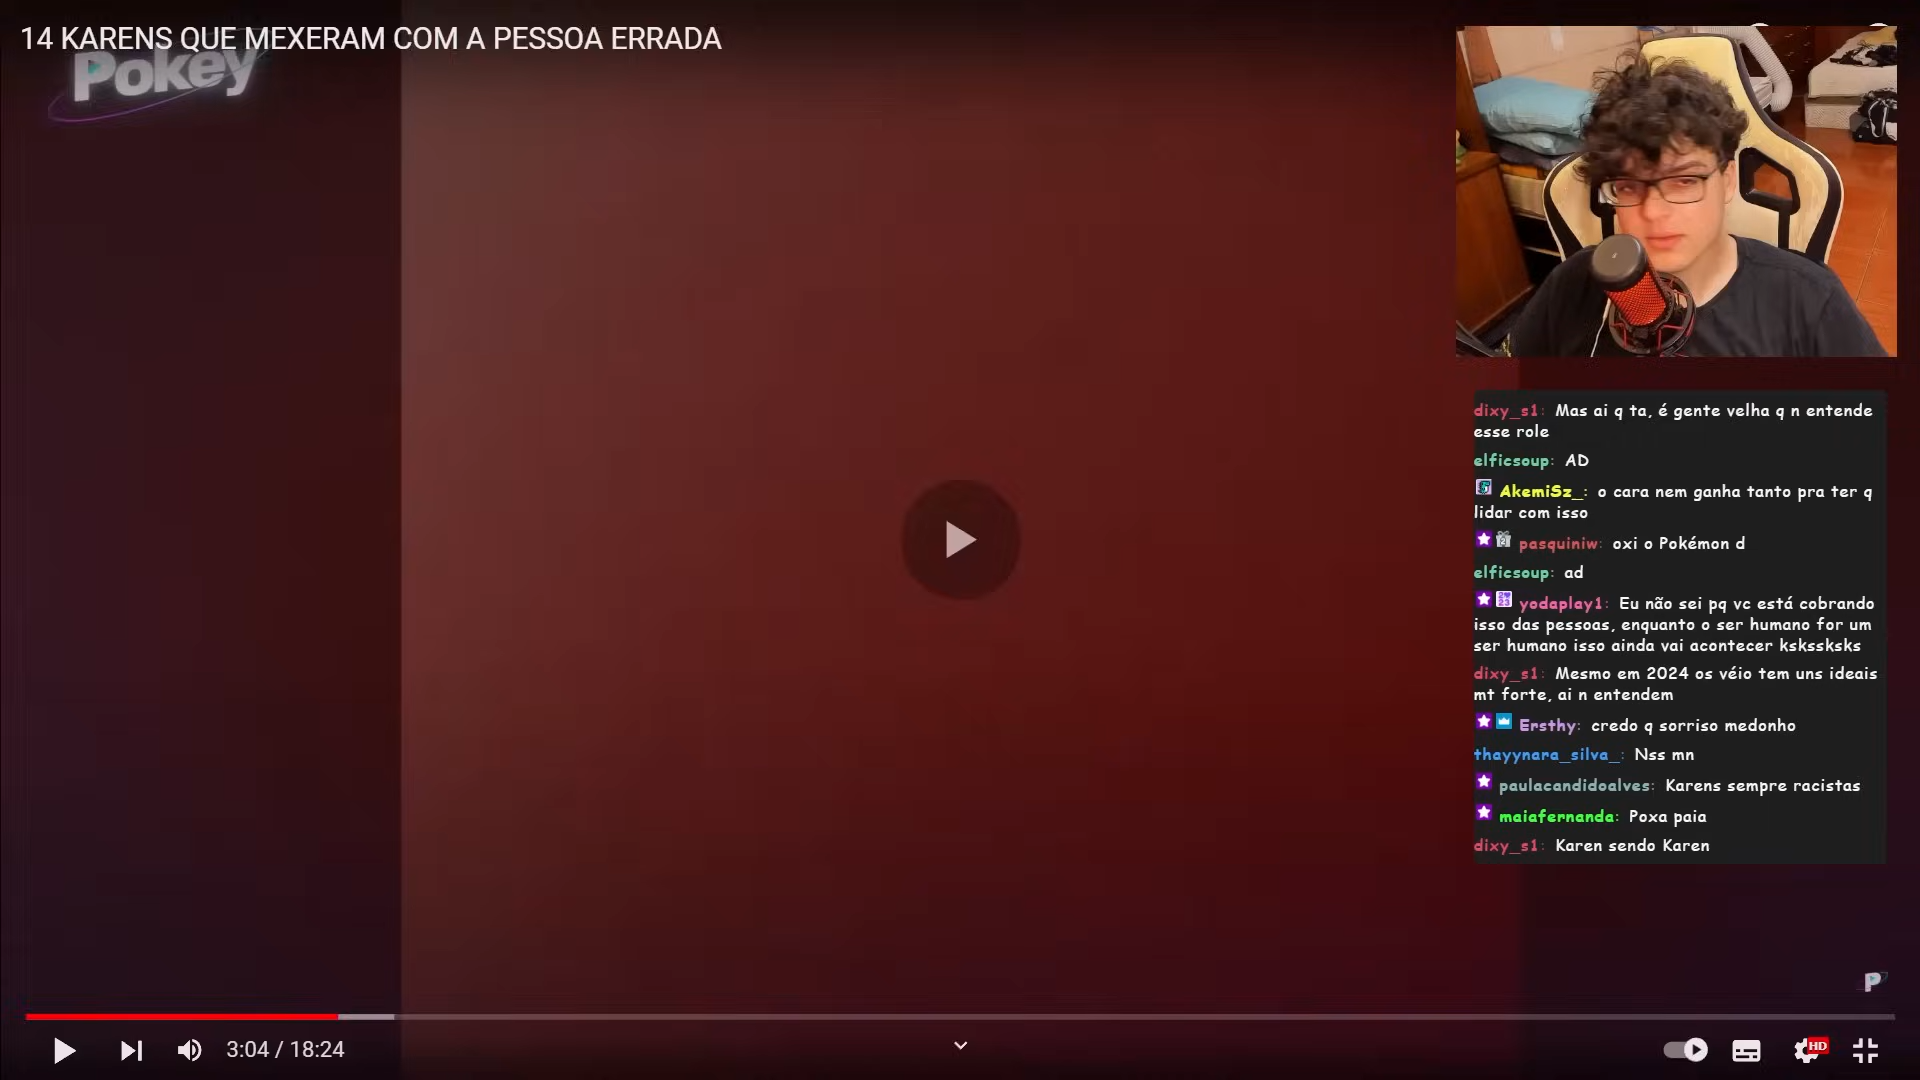 14 KARENS QUE MEXERAM COM A PESSOA ERRADA
Pokey
dixy_s1: Mas ai q ta, é gente velha q n entende
esse role
elficsoup: AD
AkemiSz_: o cara nem ganha tanto pra ter q
lidar com isso
pasquiniw: oxi o Pokémon d
elficsoup: ad
yodaplay1: Eu não sei pq vc está cobrando
isso das pessoas, enquanto o ser humano for um
ser humano isso ainda vai acontecer ksksksksks
dixy_s1: Mesmo em 2024 os véio tem uns ideais
mt forte, ai n entendem
Ersthy: credo q sorriso medonho
thayynara_silva_: Nss mn
paulacandidoalves: Karens sempre racistas
maiafernanda: Poxa paia
dixy_s1: Karen sendo Karen
P
3:04 / 18:24
HD